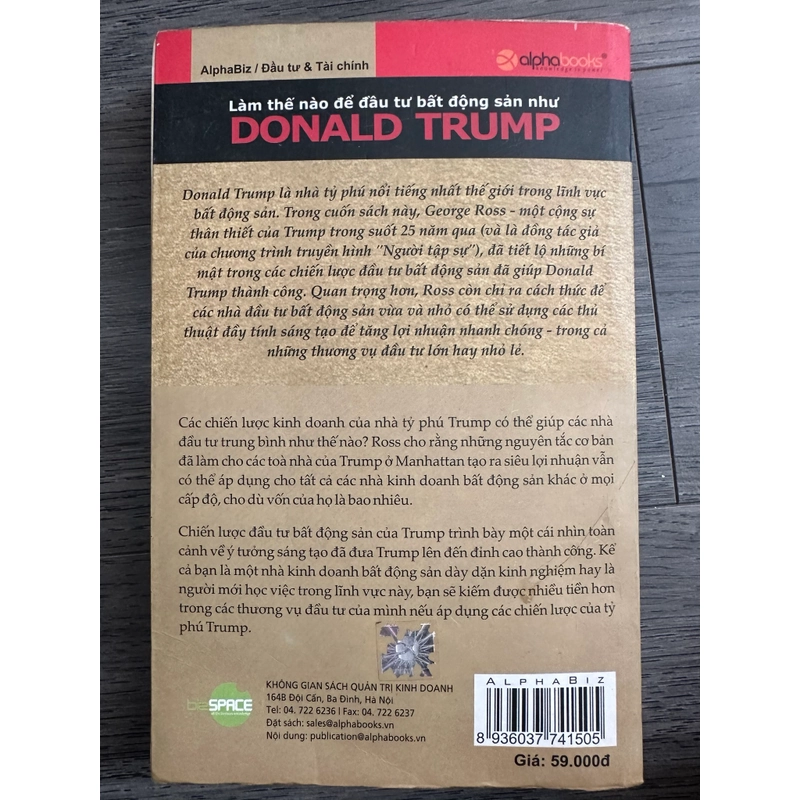 AlphaBiz / Đầu tư & Tài chính
alphabooks®
knowledge is power
Làm thế nào để đầu tư bất động sản như
DONALD TRUMP
Donald Trump là nhà tỷ phú nổi tiếng nhất thế giới trong lĩnh vực
bất động sản. Trong cuốn sách này, George Ross - một cộng sự
thân thiết của Trump trong suốt 25 năm qua (và là đồng tác giả
của chương trình truyền hình "Người tập sự"), đã tiết lộ những bí
mật trong các chiến lược đầu tư bất động sản đã giúp Donald
Trump thành công. Quan trọng hơn, Ross còn chỉ ra cách thức để
các nhà đầu tư bất động sản vừa và nhỏ có thể sử dụng các thủ
thuật đầy tính sáng tạo để tăng lợi nhuận nhanh chóng - trong cả
những thương vụ đầu tư lớn hay nhỏ lẻ.
Các chiến lược kinh doanh của nhà tỷ phú Trump có thể giúp các nhà
đầu tư trung bình như thế nào? Ross cho rằng những nguyên tắc cơ bản
đã làm cho các toà nhà của Trump ở Manhattan tạo ra siêu lợi nhuận vẫn
có thể áp dụng cho tất cả các nhà kinh doanh bất động sản khác ở mọi
cấp độ, cho dù vốn của họ là bao nhiêu.
Chiến lược đầu tư bất động sản của Trump trình bày một cái nhìn toàn
cảnh về ý tưởng sáng tạo đã đưa Trump lên đến đỉnh cao thành công. Kể
cả bạn là một nhà kinh doanh bất động sản dày dặn kinh nghiệm hay là
người mới học việc trong lĩnh vực này, bạn sẽ kiếm được nhiều tiền hơn
trong các thương vụ đầu tư của mình nếu áp dụng các chiến lược của tỷ
phú Trump.
bizSPACE
KHÔNG GIAN SÁCH QUẢN TRỊ KINH DOANH
164B Đội Cấn, Ba Đình, Hà Nội
Tel: 04. 722 6236 | Fax: 04. 722 6237
Đặt sách: sales@alphabooks.vn
Nội dung: publication@alphabooks.vn
ALPHABIZ
8 936037 741505
Giá: 59.000đ